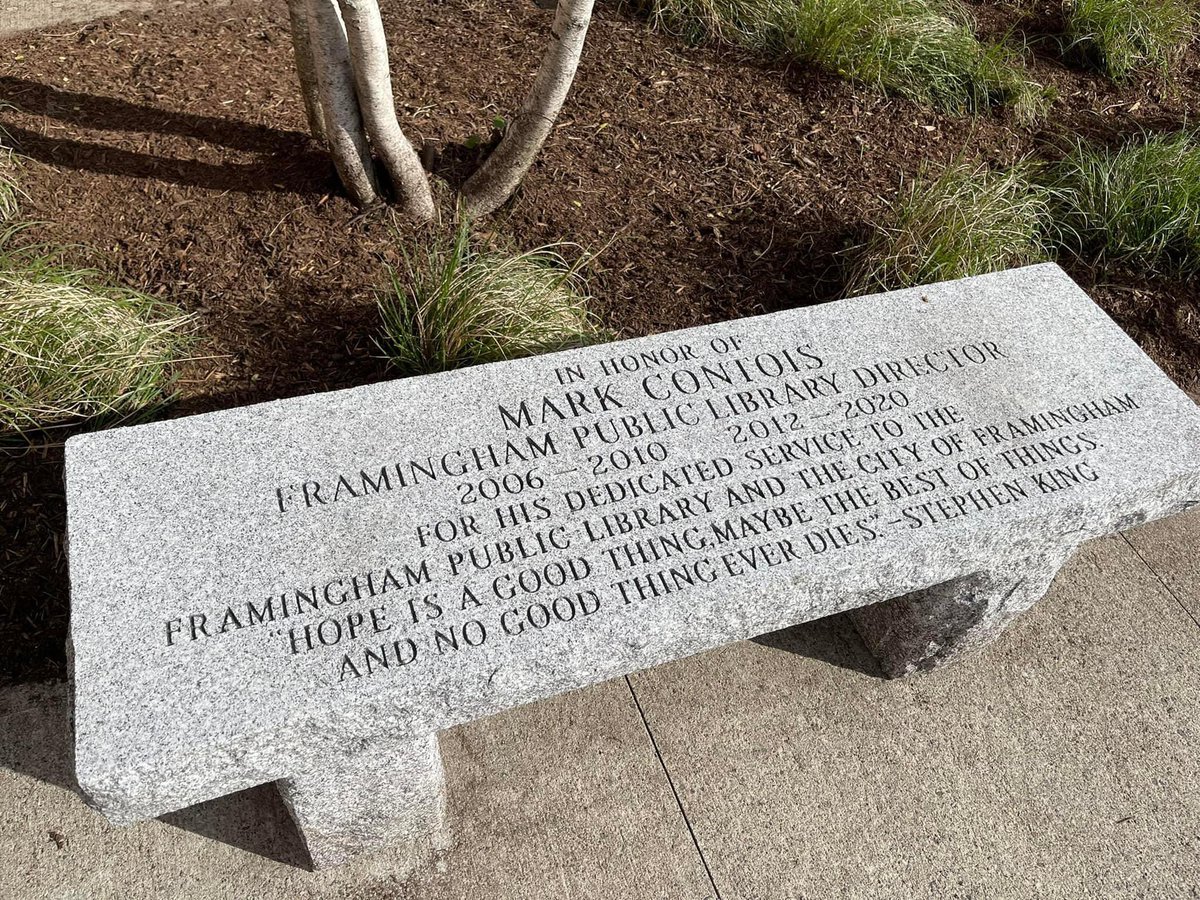 IN HONOR OF
MARK CONTOIS
FRAMINGHAM PUBLIC LIBRARY DIRECTOR
2006 – 2010 2012 – 2020
FOR HIS DEDICATED SERVICE TO THE
FRAMINGHAM PUBLIC LIBRARY AND THE CITY OF FRAMINGHAM
"HOPE IS A GOOD THING, MAYBE THE BEST OF THINGS.
AND NO GOOD THING EVER DIES." –STEPHEN KING